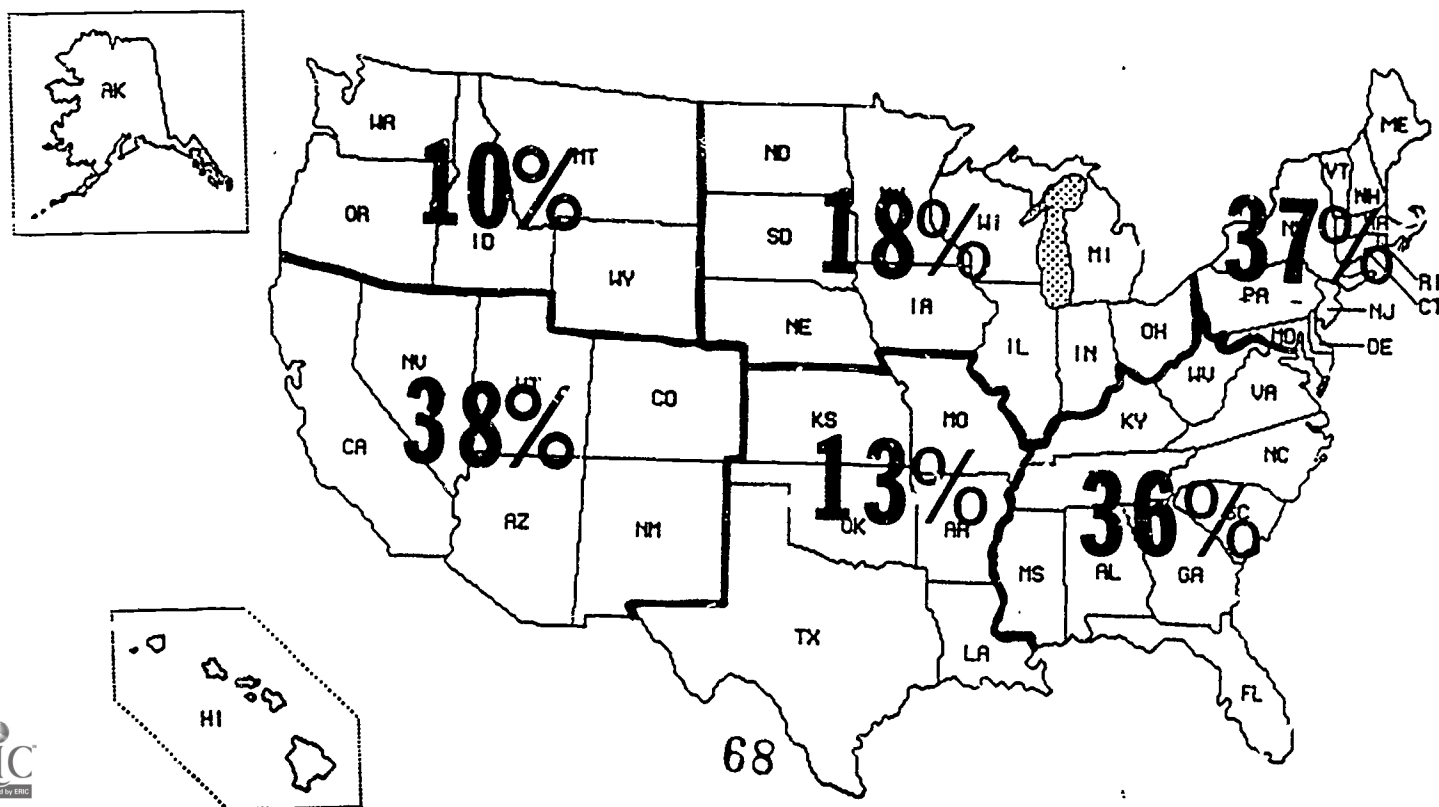 AK
WA
MT
ND
ME
VT
NH
10%
OR
ID
SD
18%
WI
MI
37%
WY
IA
PA
RI
CT
NE
IL
IN
OH
NJ
DE
NV
WV
VA
38%
CO
KS
MO
KY
CA
NC
13%
AZ
NM
OK
AR
36%
SC
MS
AL
GA
TX
LA
FL
HI
68